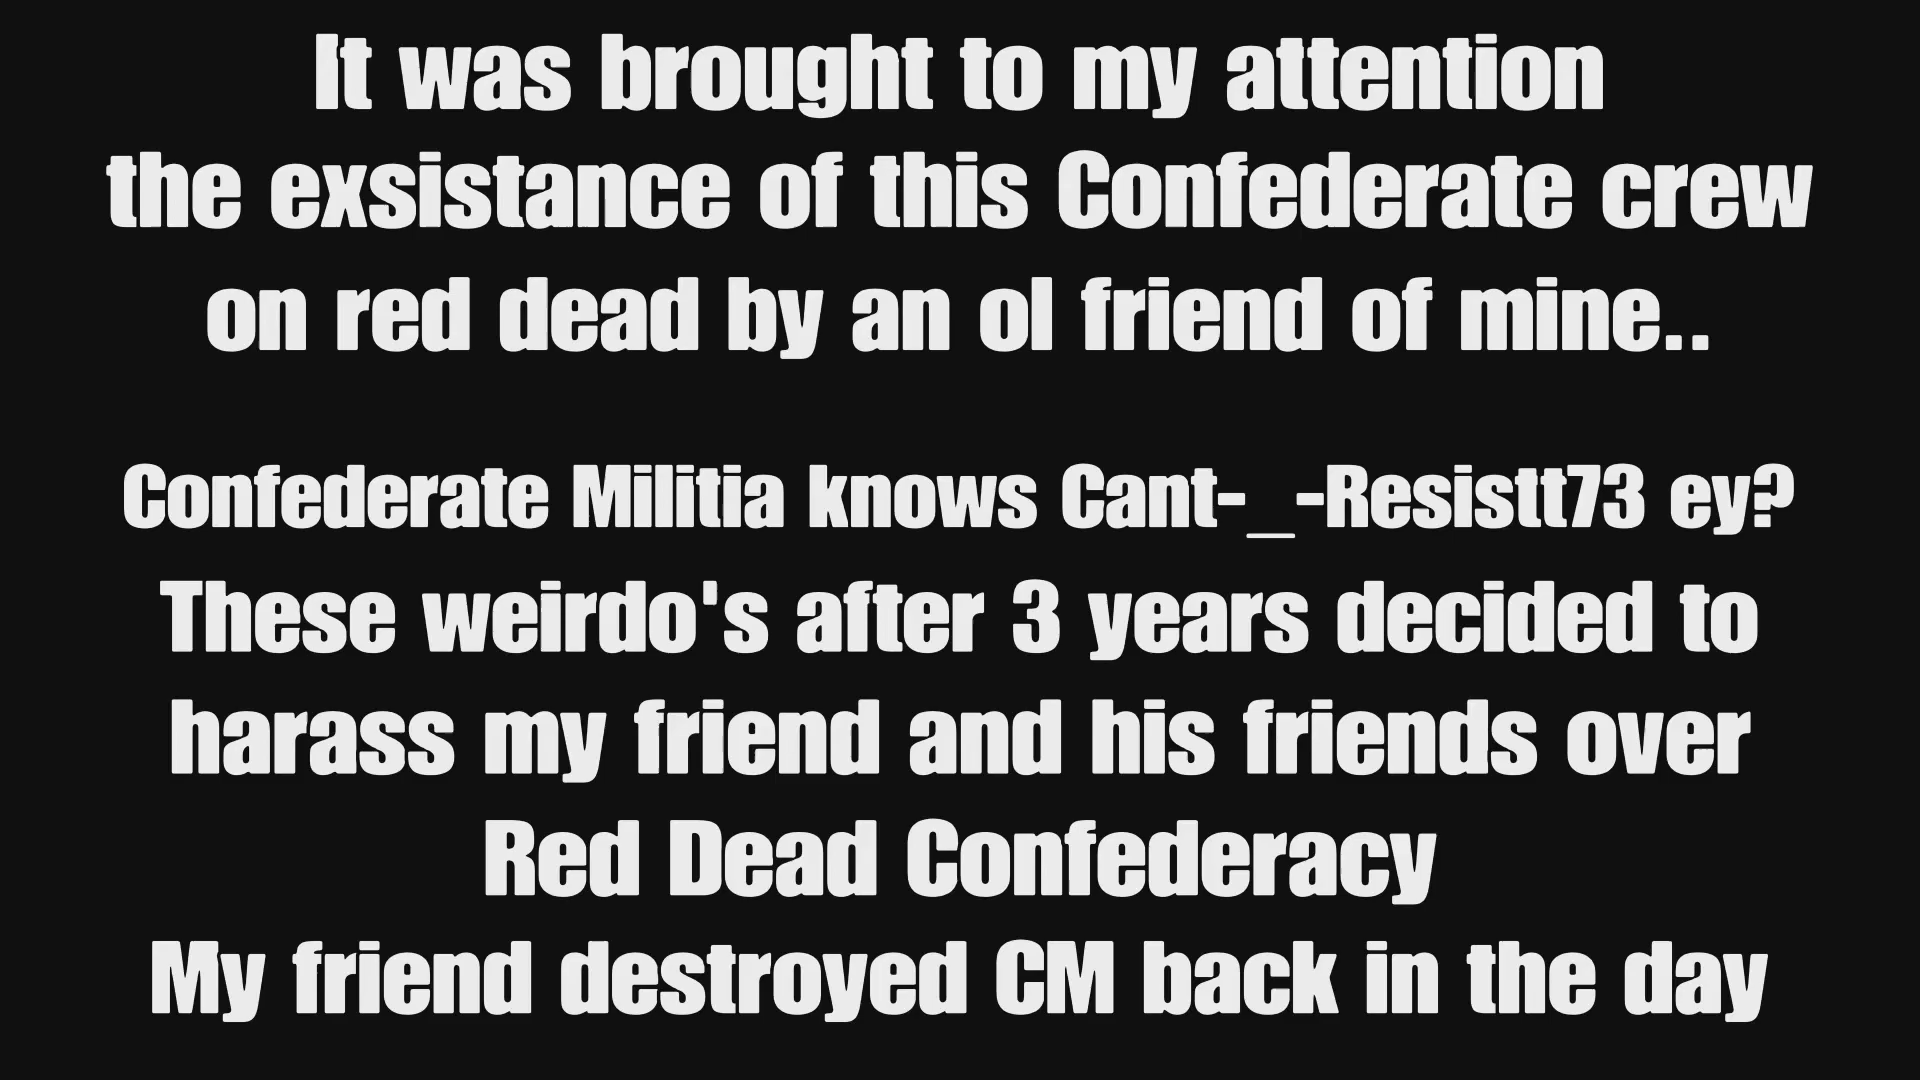 It was brought to my attention
the exsistance of this Confederate crew
on red dead by an ol friend of mine..
Confederate Militia knows Cant-_-Resistt73 ey?
These weirdo's after 3 years decided to
harass my friend and his friends over
Red Dead Confederacy
My friend destroyed CM back in the day